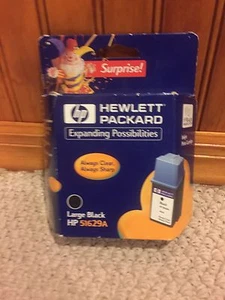 Surprise!
hp
HEWLETT
PACKARD
Expanding Possibilities
Always Clear.
Always Sharp.
Large Black
HP 51629A